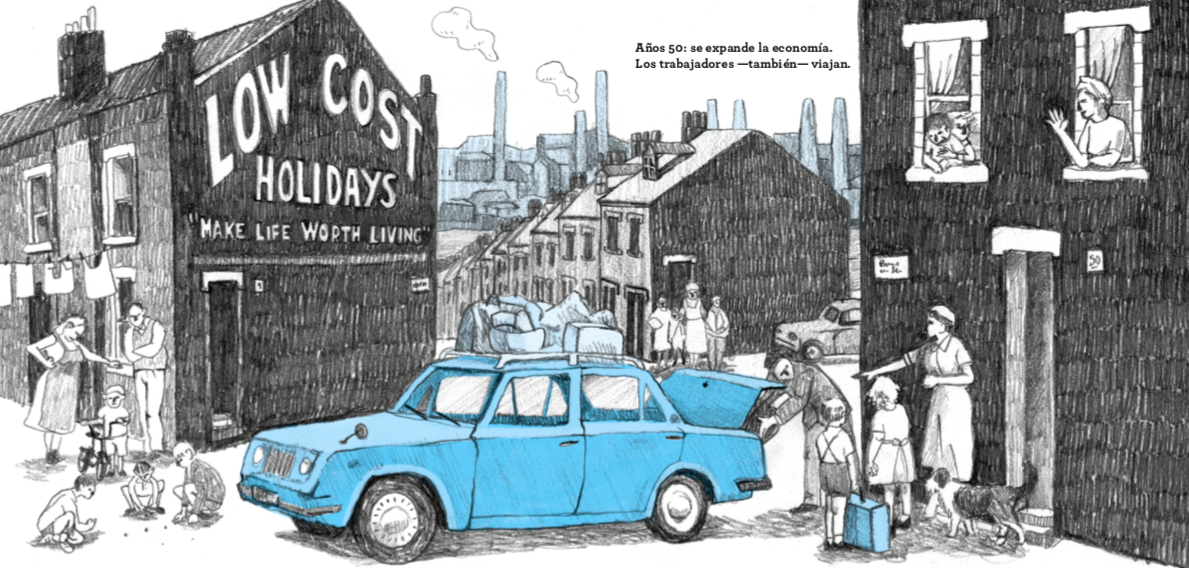 LOW COST
HOLIDAYS
"MAKE LIFE WORTH LIVING"
Años 50: se expande la economía.
Los trabajadores —también— viajan.
50